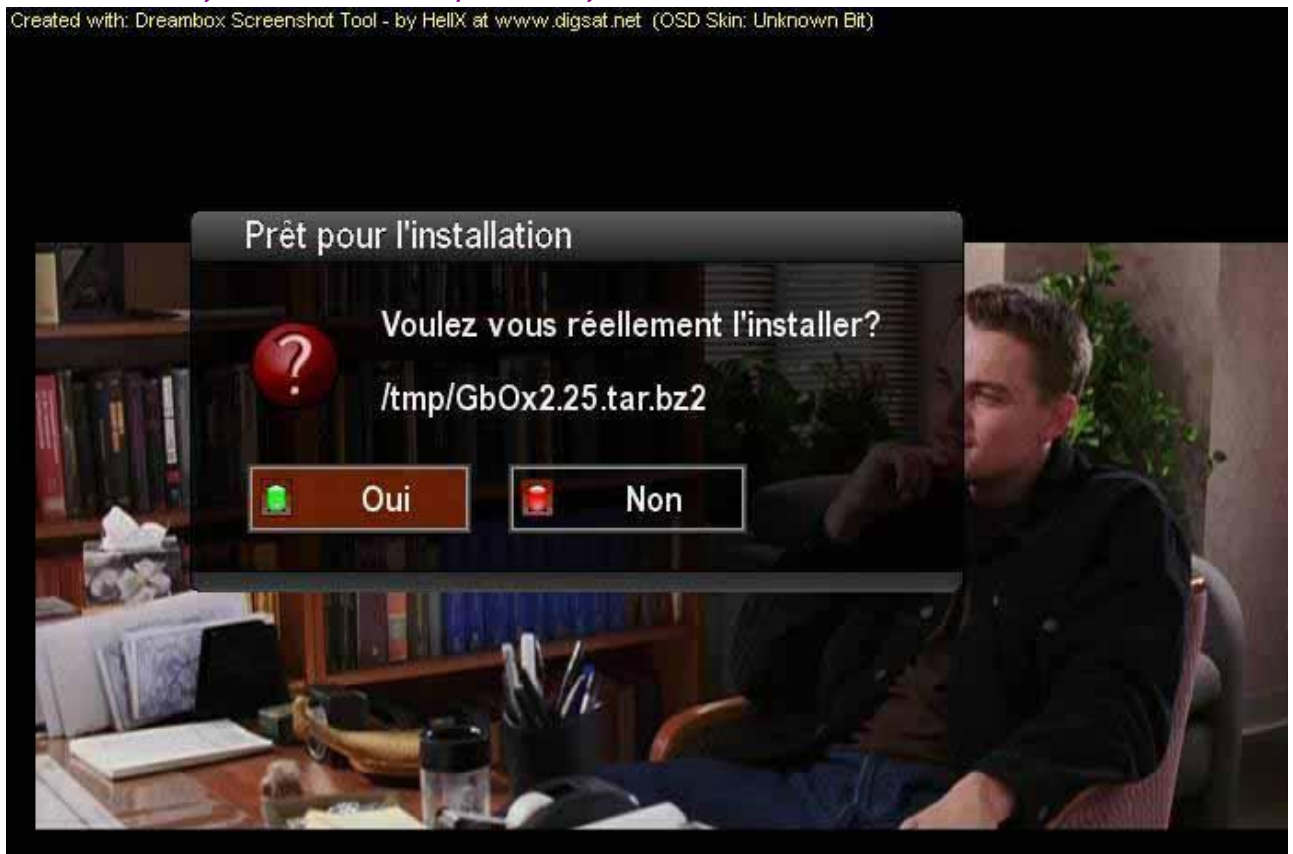 Created with: Dreambox Screenshot Tool - by HellX at www.digsat.net (OSD Skin: Unknown Bit)
Prêt pour l'installation
Voulez vous réellement l'installer?
/tmp/GbOx2.25.tar.bz2
Oui
Non